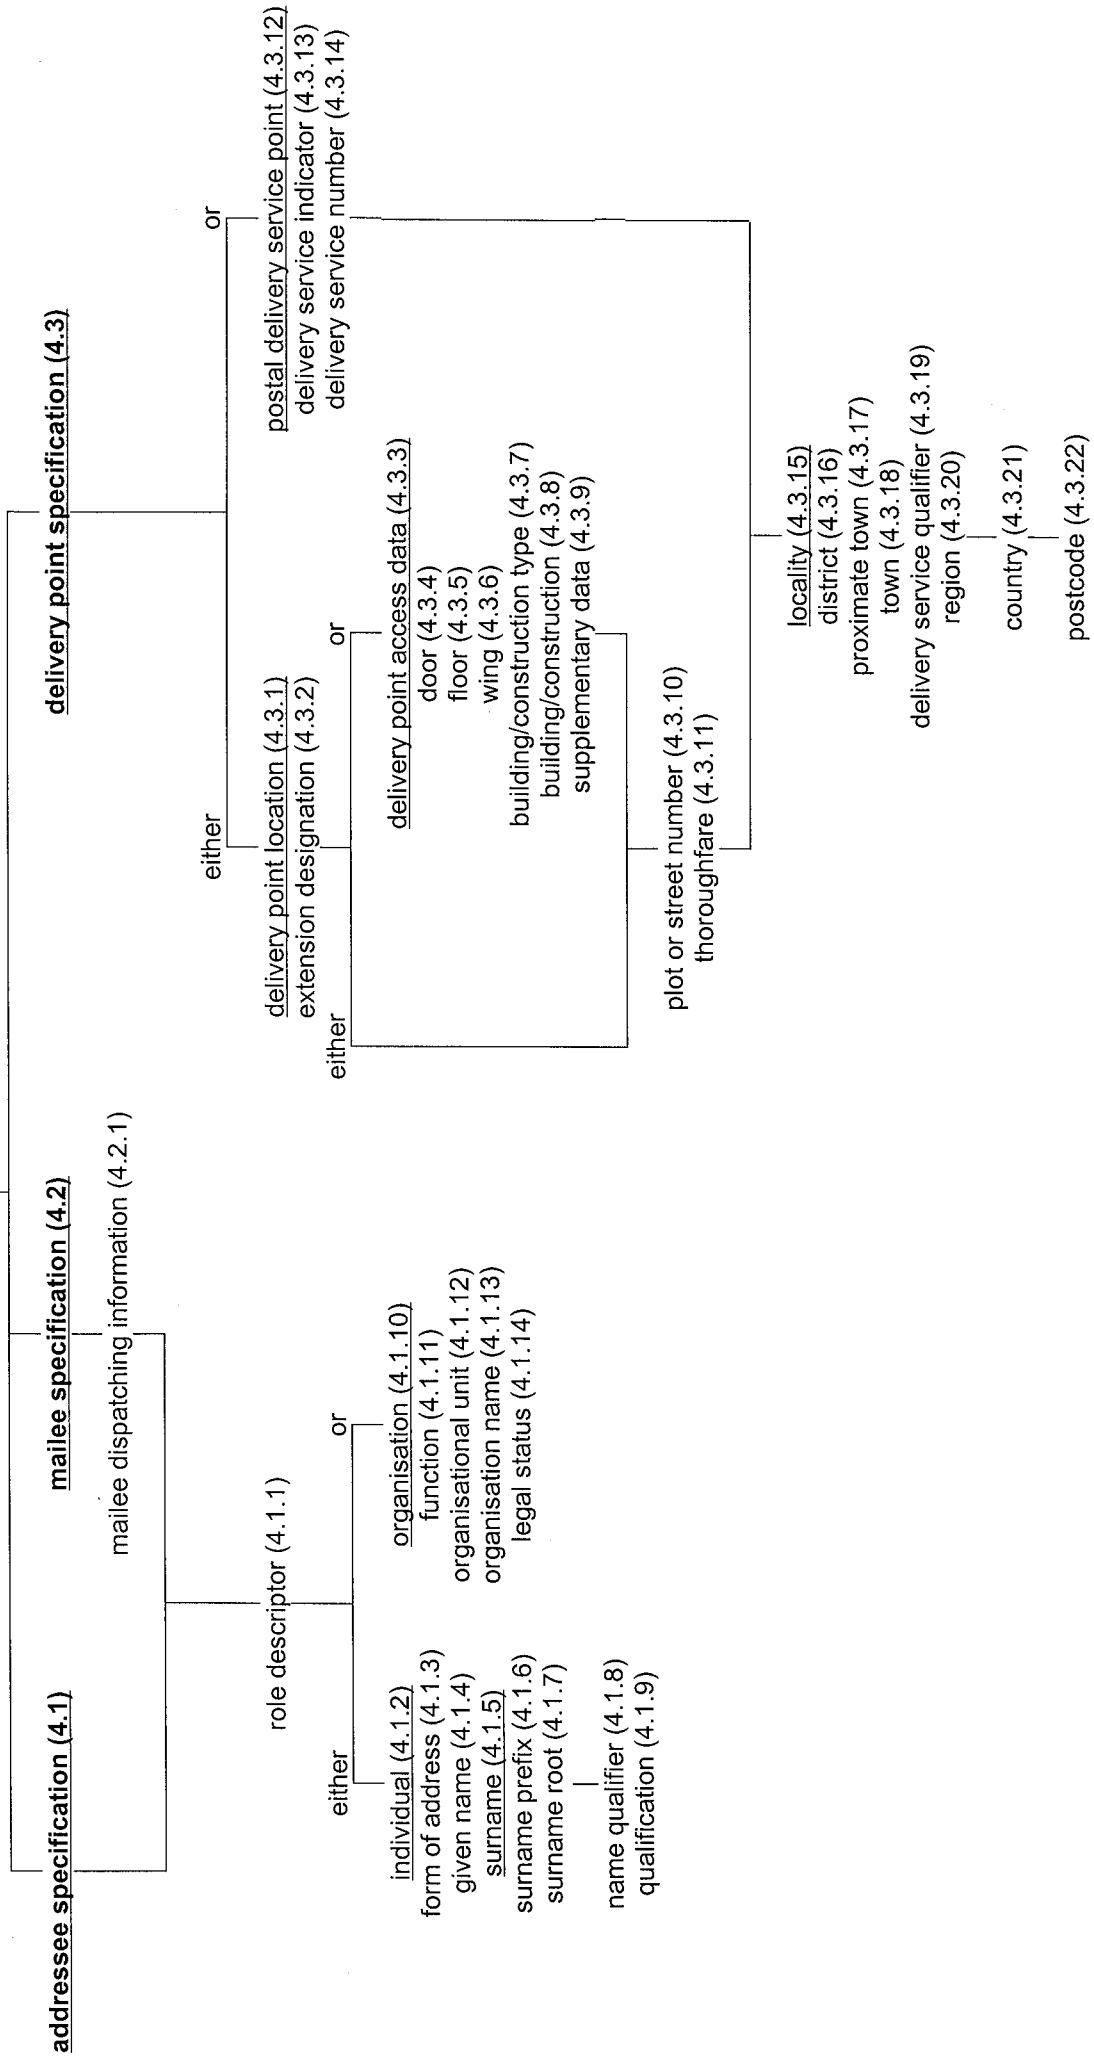 addressee specification (4.1)
mailee specification (4.2)
mailee dispatching information (4.2.1)
role descriptor (4.1.1)
either
individual (4.1.2)
form of address (4.1.3)
given name (4.1.4)
surname (4.1.5)
surname prefix (4.1.6)
surname root (4.1.7)
name qualifier (4.1.8)
qualification (4.1.9)
or
organisation (4.1.10)
function (4.1.11)
organisational unit (4.1.12)
organisation name (4.1.13)
legal status (4.1.14)
delivery point specification (4.3)
either
delivery point location (4.3.1)
extension designation (4.3.2)
either
or
delivery point access data (4.3.3)
door (4.3.4)
floor (4.3.5)
wing (4.3.6)
building/construction type (4.3.7)
building/construction (4.3.8)
supplementary data (4.3.9)
plot or street number (4.3.10)
thoroughfare (4.3.11)
or
postal delivery service point (4.3.12)
delivery service indicator (4.3.13)
delivery service number (4.3.14)
locality (4.3.15)
district (4.3.16)
proximate town (4.3.17)
town (4.3.18)
delivery service qualifier (4.3.19)
region (4.3.20)
country (4.3.21)
postcode (4.3.22)